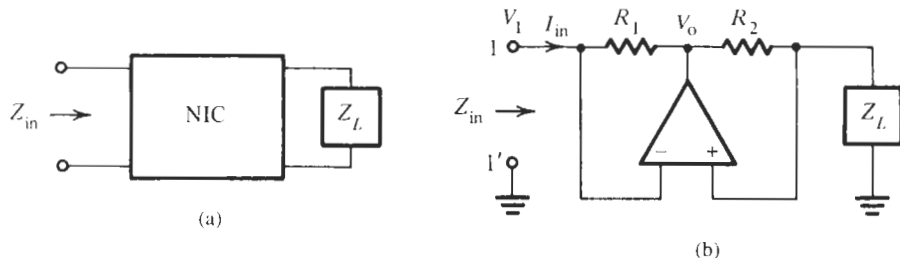 Z_in
NIC
Z_L
(a)
V_1
I_in
R_1
V_o
R_2
1
Z_in
Z_L
− +
1′
(b)